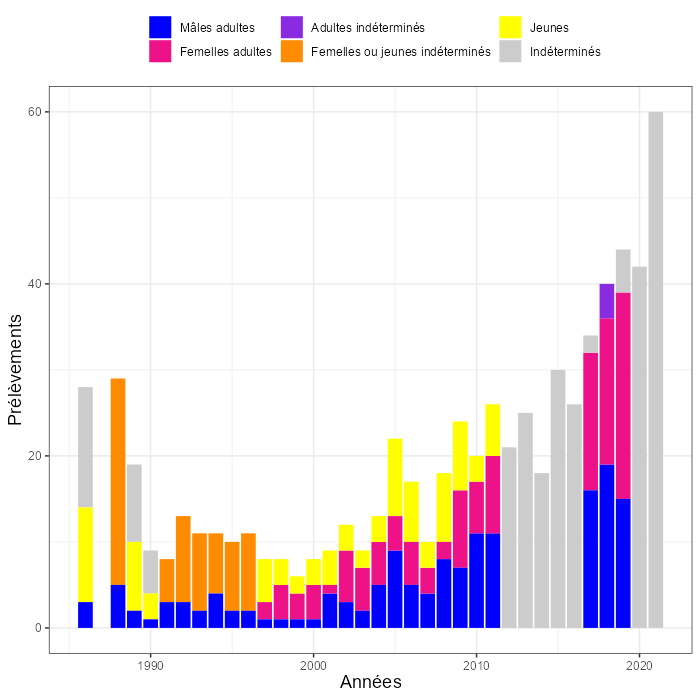 Mâles adultes
Adultes indéterminés
Jeunes
Femelles adultes
Femelles ou jeunes indéterminés
Indéterminés
60
40
20
0
Prélèvements
1990
2000
2010
2020
Années